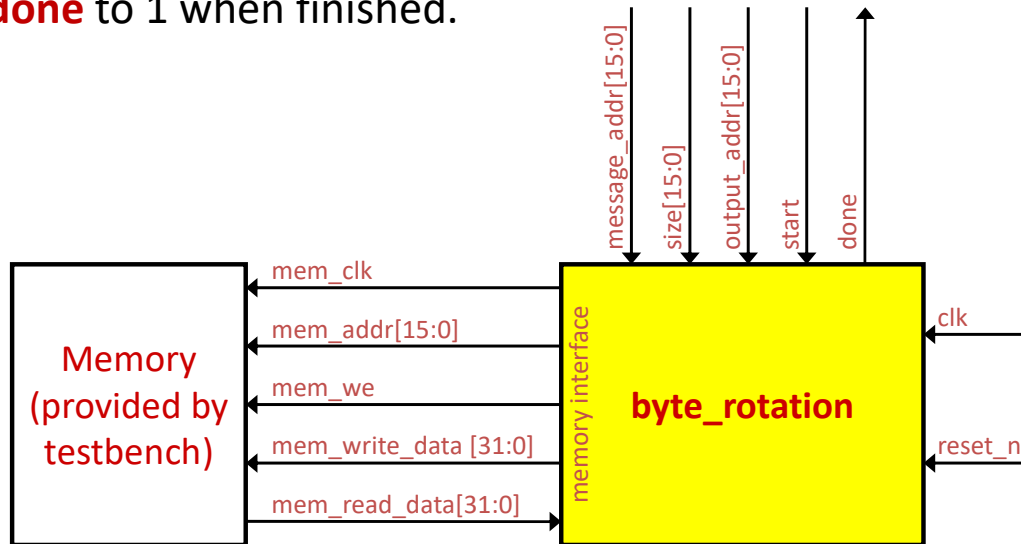 done to 1 when finished.
message_addr[15:0]
size[15:0]
output_addr[15:0]
start
done
mem_clk
mem_addr[15:0]
mem_we
mem_write_data [31:0]
mem_read_data[31:0]
Memory
(provided by
testbench)
memory interface
byte_rotation
clk
reset_n